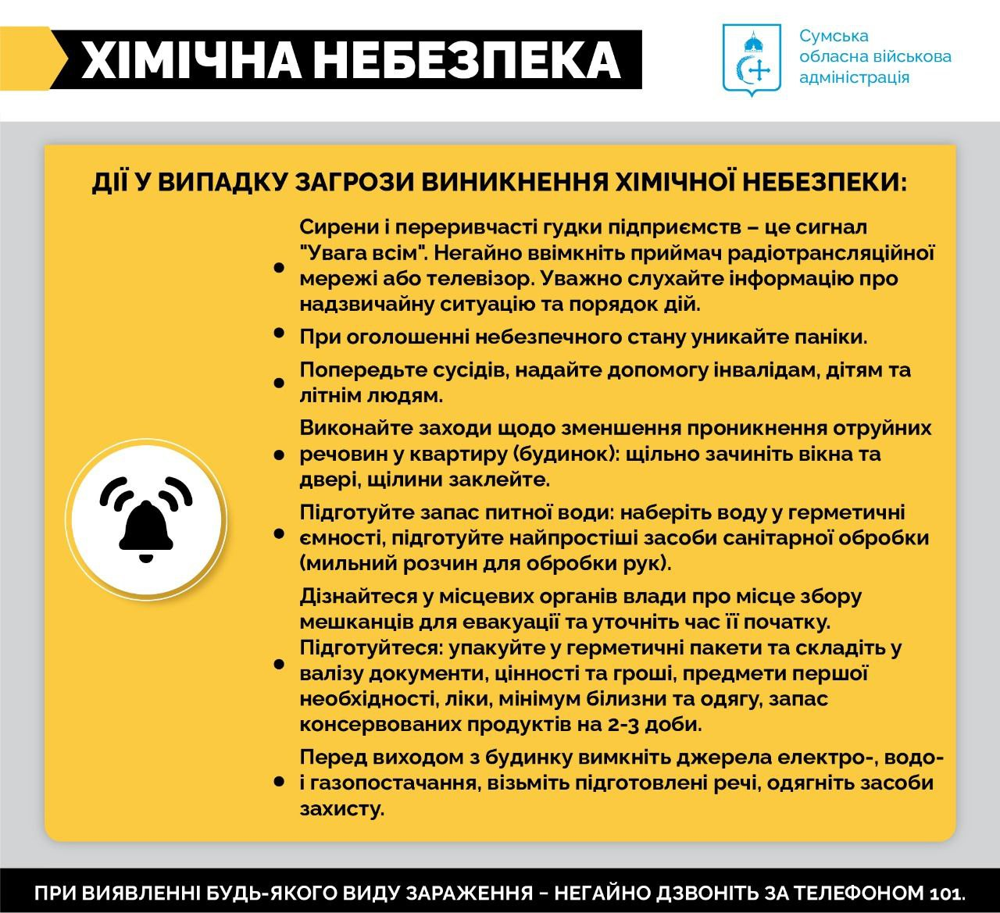 ХІМІЧНА НЕБЕЗПЕКА
Сумська
обласна військова
адміністрація
ДІЇ У ВИПАДКУ ЗАГРОЗИ ВИНИКНЕННЯ ХІМІЧНОЇ НЕБЕЗПЕКИ:
Сирени і переривчасті гудки підприємств – це сигнал
"Увага всім". Негайно ввімкніть приймач радіотрансляційної
мережі або телевізор. Уважно слухайте інформацію про
надзвичайну ситуацію та порядок дій.
При оголошенні небезпечного стану уникайте паніки.
Попередьте сусідів, надайте допомогу інвалідам, дітям та
літнім людям.
Виконайте заходи щодо зменшення проникнення отруйних
речовин у квартиру (будинок): щільно зачиніть вікна та
двері, щілини заклейте.
Підготуйте запас питної води: наберіть воду у герметичні
ємності, підготуйте найпростіші засоби санітарної обробки
(мильний розчин для обробки рук).
Дізнайтеся у місцевих органів влади про місце збору
мешканців для евакуації та уточніть час її початку.
Підготуйтеся: упакуйте у герметичні пакети та складіть у
валізу документи, цінності та гроші, предмети першої
необхідності, ліки, мінімум білизни та одягу, запас
консервованих продуктів на 2-3 доби.
Перед виходом з будинку вимкніть джерела електро-, водо-
і газопостачання, візьміть підготовлені речі, одягніть засоби
захисту.
ПРИ ВИЯВЛЕННІ БУДЬ-ЯКОГО ВИДУ ЗАРАЖЕННЯ – НЕГАЙНО ДЗВОНІТЬ ЗА ТЕЛЕФОНОМ 101.